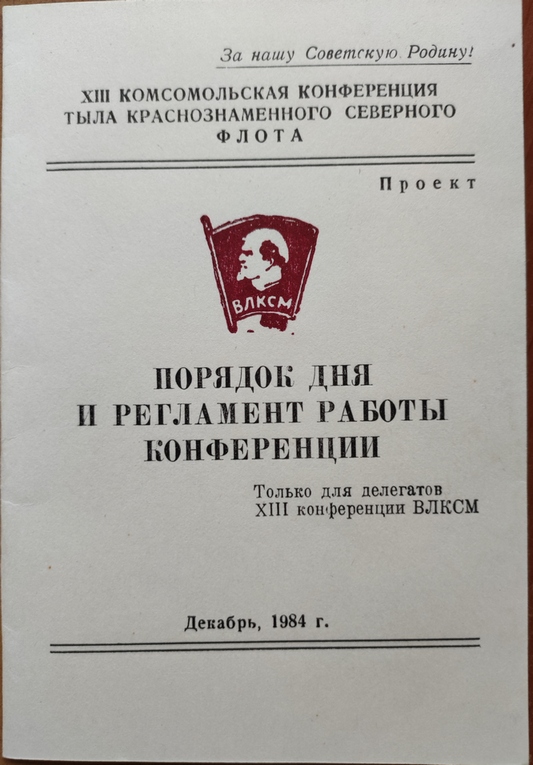 За нашу Советскую Родину!
XIII КОМСОМОЛЬСКАЯ КОНФЕРЕНЦИЯ
ТЫЛА КРАСНОЗНАМЕННОГО СЕВЕРНОГО
ФЛОТА
Проект
ВЛКСМ
ПОРЯДОК ДНЯ
И РЕГЛАМЕНТ РАБОТЫ
КОНФЕРЕНЦИИ
Только для делегатов
XIII конференции ВЛКСМ
Декабрь, 1984 г.